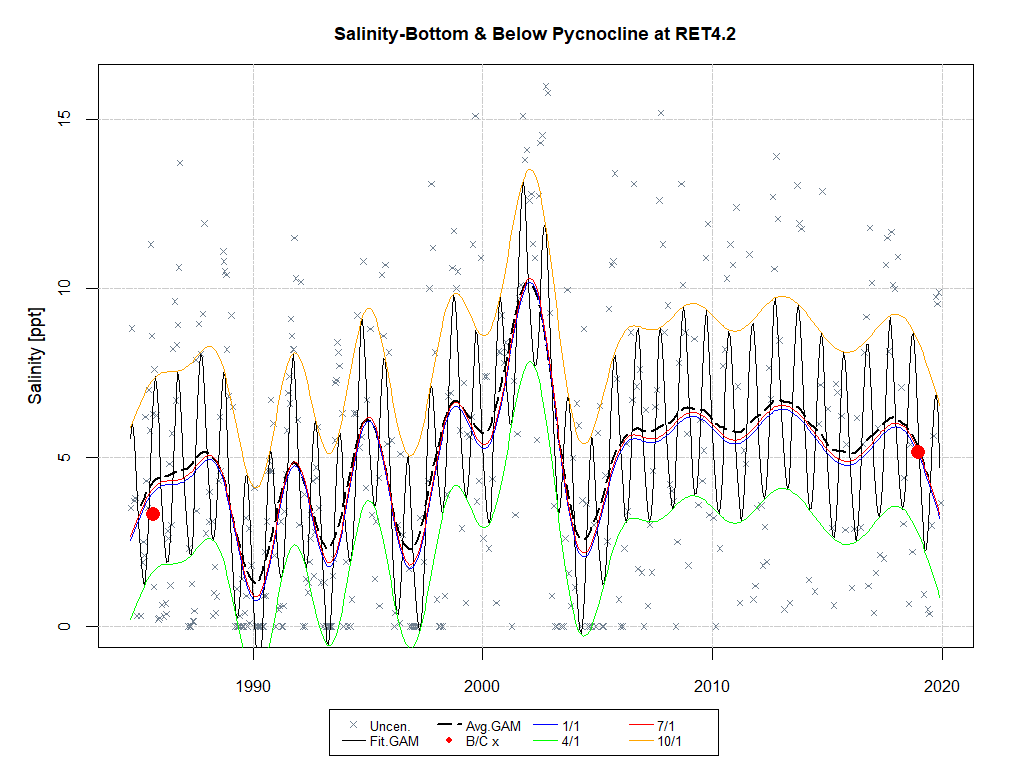 Salinity-Bottom & Below Pycnocline at RET4.2
Salinity [ppt]
15
10
5
0
1990 2000 2010 2020
Uncen. Avg.GAM 1/1 7/1
Fit.GAM B/C x 4/1 10/1